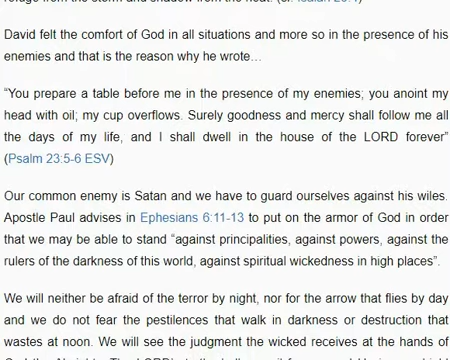 David felt the comfort of God in all situations and more so in the presence of his
enemies and that is the reason why he wrote…
“You prepare a table before me in the presence of my enemies; you anoint my
head with oil; my cup overflows. Surely goodness and mercy shall follow me all
the days of my life, and I shall dwell in the house of the LORD forever”
(Psalm 23:5-6 ESV)
Our common enemy is Satan and we have to guard ourselves against his wiles.
Apostle Paul advises in Ephesians 6:11-13 to put on the armor of God in order
that we may be able to stand “against principalities, against powers, against the
rulers of the darkness of this world, against spiritual wickedness in high places”.
We will neither be afraid of the terror by night, nor for the arrow that flies by day
and we do not fear the pestilences that walk in darkness or destruction that
wastes at noon. We will see the judgment the wicked receives at the hands of